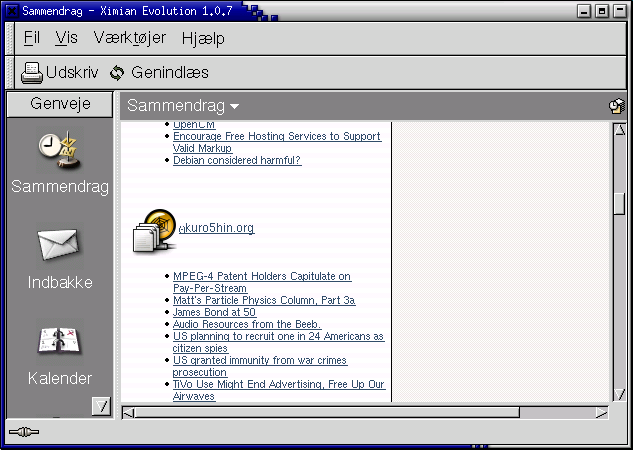 Sammendrag - Ximian Evolution 1.0.7
Fil Vis Værktøjer Hjælp
Udskriv Genindlæs
Genveje
Sammendrag
Sammendrag
Indbakke
Kalender
OpenCM
Encourage Free Hosting Services to Support
Valid Markup
Debian considered harmful?
kuro5hin.org
MPEG-4 Patent Holders Capitulate on
Pay-Per-Stream
Matt's Particle Physics Column, Part 3a
James Bond at 50
Audio Resources from the Beeb.
US planning to recruit one in 24 Americans as
citizen spies
US granted immunity from war crimes
prosecution
TiVo Use Might End Advertising, Free Up Our
Airwaves